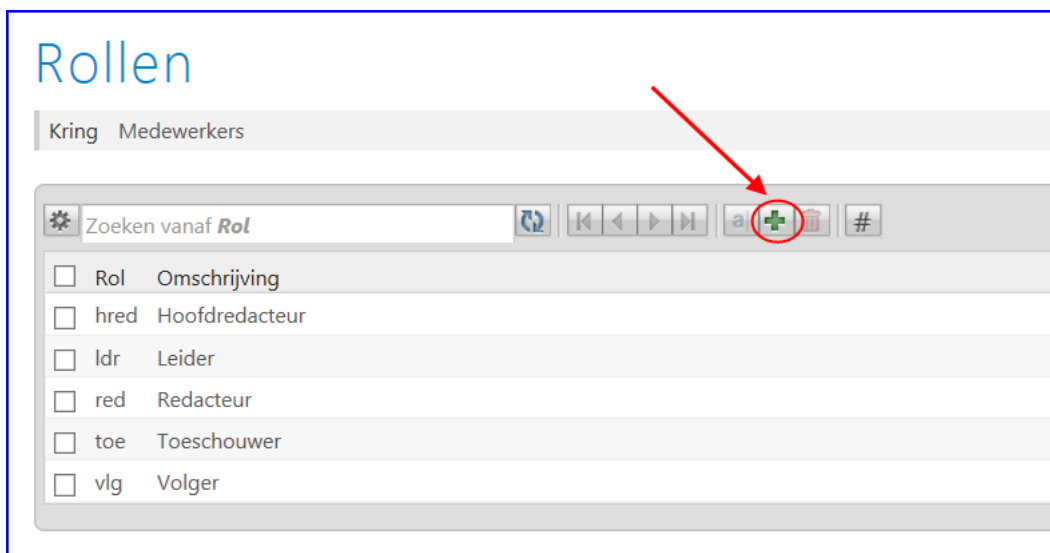 Rollen
Kring Medewerkers
Zoeken vanaf Rol
a #
Rol Omschrijving
hred Hoofdredacteur
ldr Leider
red Redacteur
toe Toeschouwer
vlg Volger